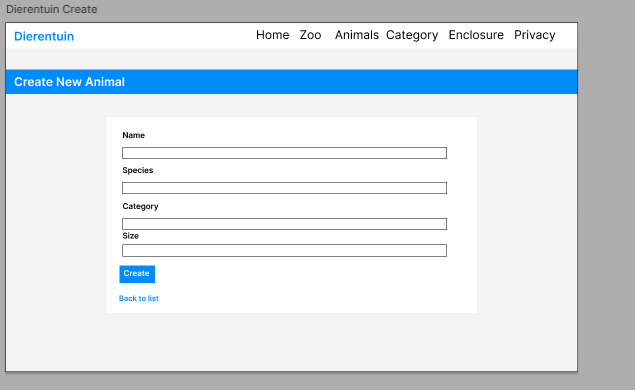 Dierentuin Create
Dierentuin Home Zoo Animals Category Enclosure Privacy
Create New Animal
Name
Species
Category
Size
Create
Back to list